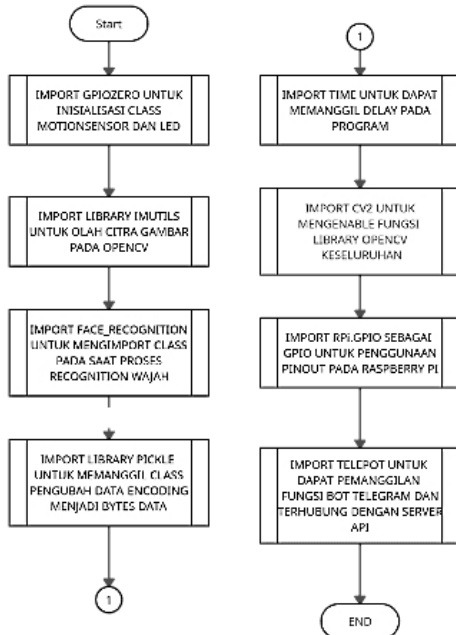 Start
IMPORT GPIOZERO UNTUK
INISIALISASI CLASS
MOTIONSENSOR DAN LED
IMPORT LIBRARY IMUTILS
UNTUK OLAH CITRA GAMBAR
PADA OPENCV
IMPORT FACE_RECOGNITION
UNTUK MENGIMPORT CLASS
PADA SAAT PROSES
RECOGNITION WAJAH
IMPORT LIBRARY PICKLE
UNTUK MEMANGGIL CLASS
PENGUBAH DATA ENCODING
MENJADI BYTES DATA
1
1
IMPORT TIME UNTUK DAPAT
MEMANGGIL DELAY PADA
PROGRAM
IMPORT CV2 UNTUK
MENGENABLE FUNGSI
LIBRARY OPENCV
KESELURUHAN
IMPORT RPi.GPIO SEBAGAI
GPIO UNTUK PENGGUNAAN
PINOUT PADA RASPBERRY PI
IMPORT TELEPOT UNTUK
DAPAT PEMANGGILAN
FUNGSI BOT TELEGRAM DAN
TERHUBUNG DENGAN SERVER
API
END